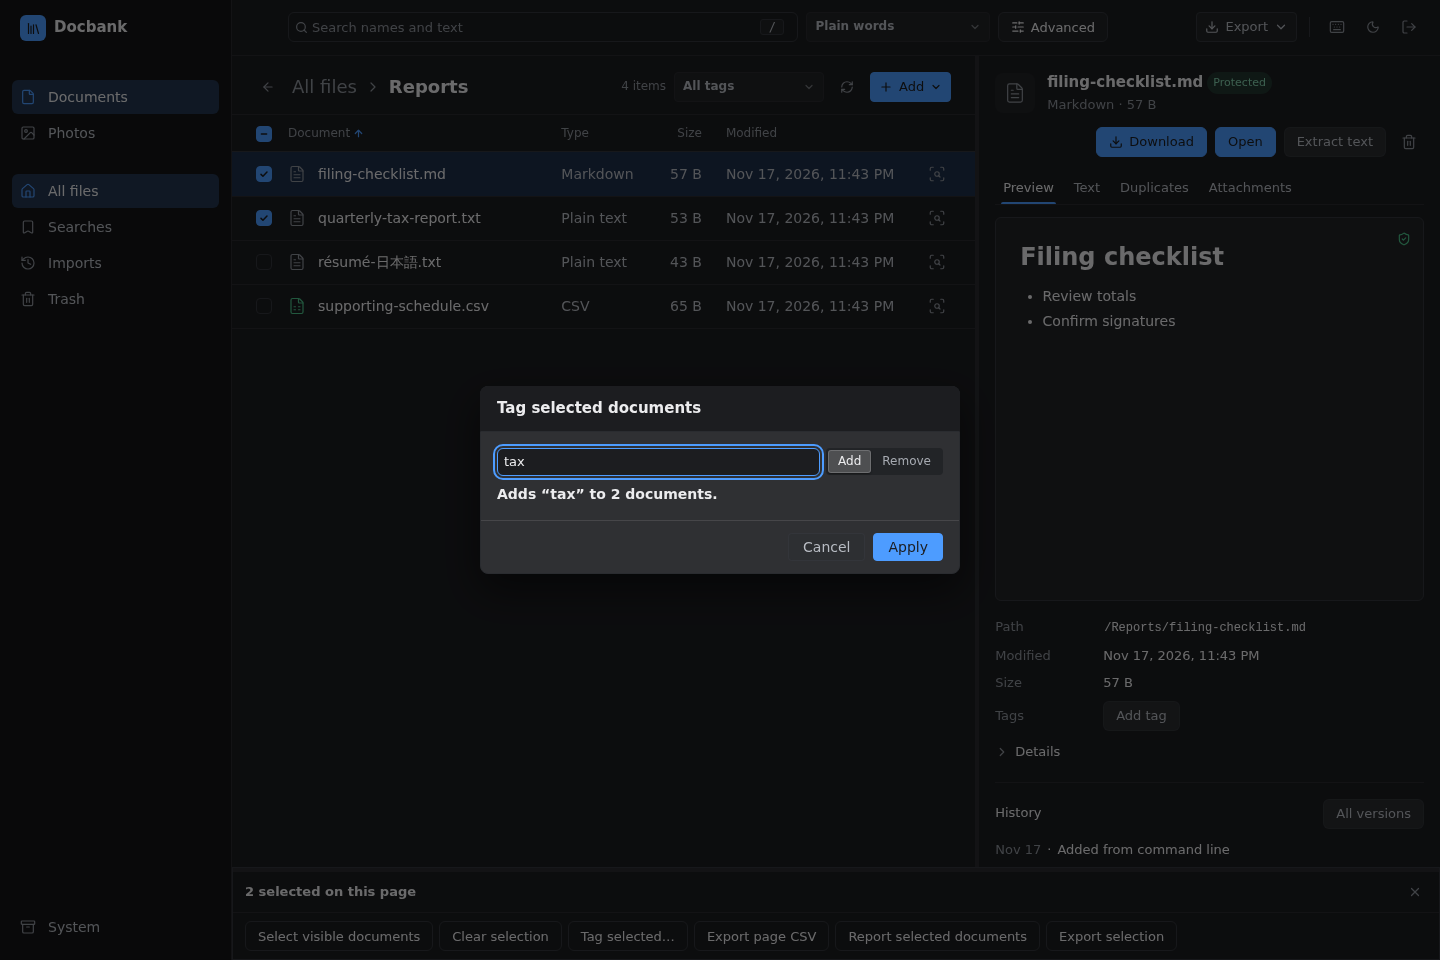 Docbank
Search names and text
/
Plain words
Advanced
Export
Documents
Photos
All files
Searches
Imports
Trash
System
All files > Reports
4 items
All tags
Add
Document
Type
Size
Modified
filing-checklist.md
Markdown
57 B
Nov 17, 2026, 11:43 PM
quarterly-tax-report.txt
Plain text
53 B
Nov 17, 2026, 11:43 PM
résumé-日本語.txt
Plain text
43 B
Nov 17, 2026, 11:43 PM
supporting-schedule.csv
CSV
65 B
Nov 17, 2026, 11:43 PM
Tag selected documents
tax
Add
Remove
Adds “tax” to 2 documents.
Cancel
Apply
filing-checklist.md
Protected
Markdown · 57 B
Download
Open
Extract text
Preview
Text
Duplicates
Attachments
Filing checklist
• Review totals
• Confirm signatures
Path
/Reports/filing-checklist.md
Modified
Nov 17, 2026, 11:43 PM
Size
57 B
Tags
Add tag
Details
History
All versions
Nov 17 · Added from command line
2 selected on this page
Select visible documents
Clear selection
Tag selected...
Export page CSV
Report selected documents
Export selection